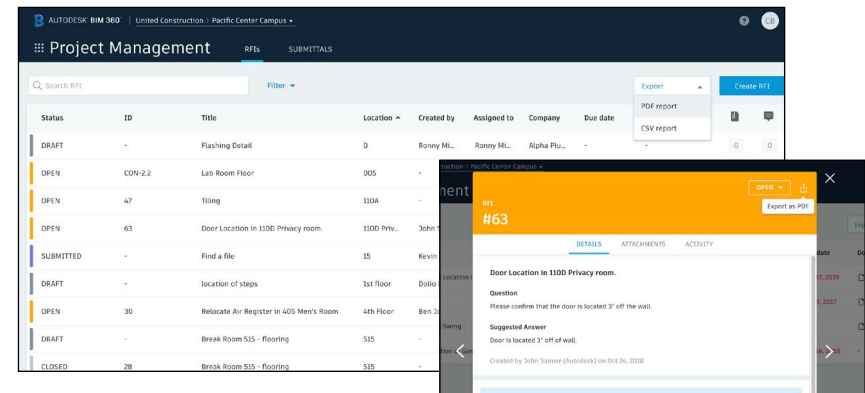 AUTODESK® BIM 360™ United Construction > Pacific Center Campus
CB
Project Management RFIs SUBMITTALS
Search RFI Filter Export Create RFI
PDF report
CSV report
Status ID Title Location Created by Assigned to Company Due date
DRAFT - Flashing Detail 0 Ronny Mi... Ronny Mi... Alpha Plu... - - 0 0
OPEN CON-2.2 Lab Room Floor 005 -
OPEN 47 Tiling 110A -
OPEN 63 Door Location in 110D Privacy room. 110D Priv... John S
SUBMITTED - Find a file 15 Kevin
DRAFT - location of steps 1st floor Dolio
OPEN 30 Relocate Air Register in 405 Men's Room 4th Floor Ben Jo
DRAFT - Break Room 515 - flooring 515 -
CLOSED 28 Break Room 515 - flooring 515 -
Pacific Center Campus
OPEN
Export as PDF
RFI
#63
DETAILS ATTACHMENTS ACTIVITY
Door Location in 110D Privacy room.
Question
Please confirm that the door is located 3" off the wall.
Suggested Answer
Door is located 3" off of wall.
Created by John Sanner (Autodesk) on Oct 24, 2018